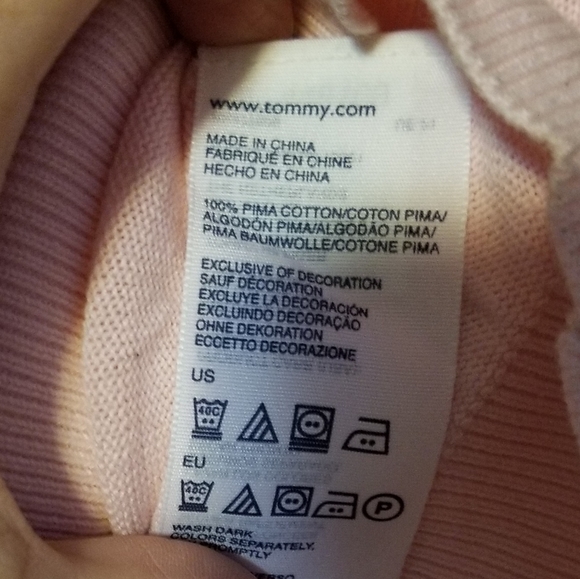 www.tommy.com
MADE IN CHINA
FABRIQUÉ EN CHINE
HECHO EN CHINA
100% PIMA COTTON/COTON PIMA/
ALGODÓN PIMA/ALGODÃO PIMA/
PIMA BAUMWOLLE/COTONE PIMA
EXCLUSIVE OF DECORATION
SAUF DÉCORATION
EXCLUYE LA DECORACIÓN
EXCLUINDO DECORAÇÃO
OHNE DEKORATION
ECCETTO DECORAZIONE
US
40C
EU
40C P
WASH DARK
COLORS SEPARATELY,